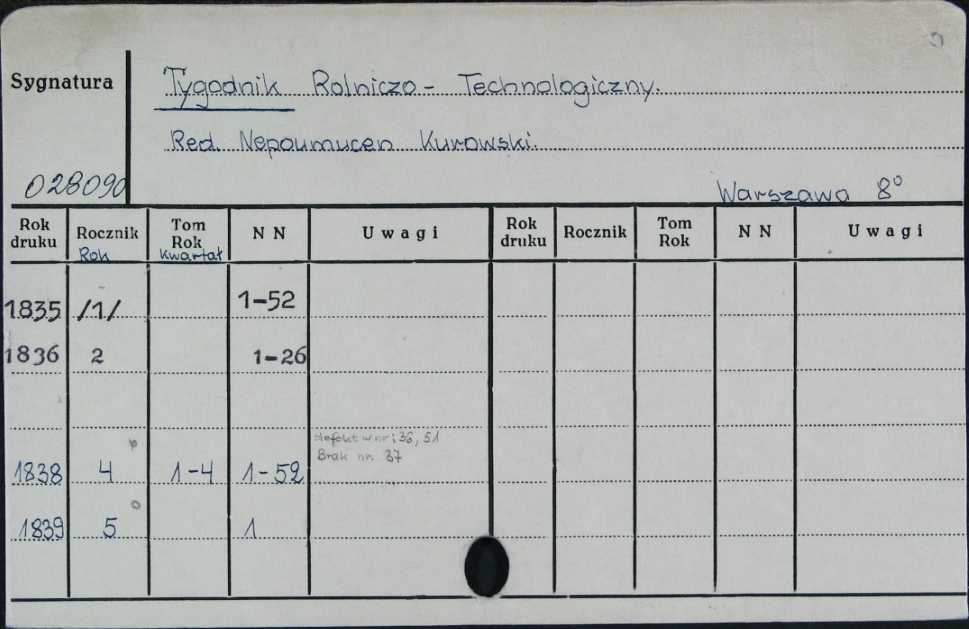 Sygnatura
Tygodnik Rolniczo - Technologiczny.
Red. Nepoumucen Kurowski.
028090
Warszawa 8°
Rok druku Rocznik Tom Rok N N Uwagi Rok druku Rocznik Tom Rok N N Uwagi
Rok Kwartał
1835 /1/ 1-52
1836 2 1-26
defekt w nr: 36, 51
Brak nr. 37
1838 4 1-4 1-52
1839 5 1